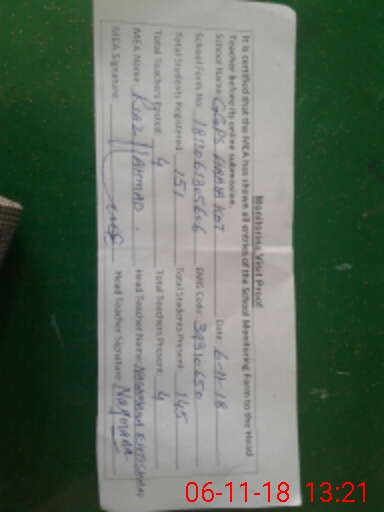 Monitoring Visit Proof
It is certified that the MEA has shown all entries of the School Monitoring Form to the Head
Teacher before its online submission.
School Name: GGPS HABIB KOT Date: 6-11-18
School Form No: EMIS Code: 39310650
Total Students Registered: 151 Total Students Present: 145
Total Teachers Posted: 4 Total Teachers Present: 4
MEA Name: RIAZ AHMAD Head Teacher Name:
MEA Signature: Head Teacher Signature:
06-11-18 13:21